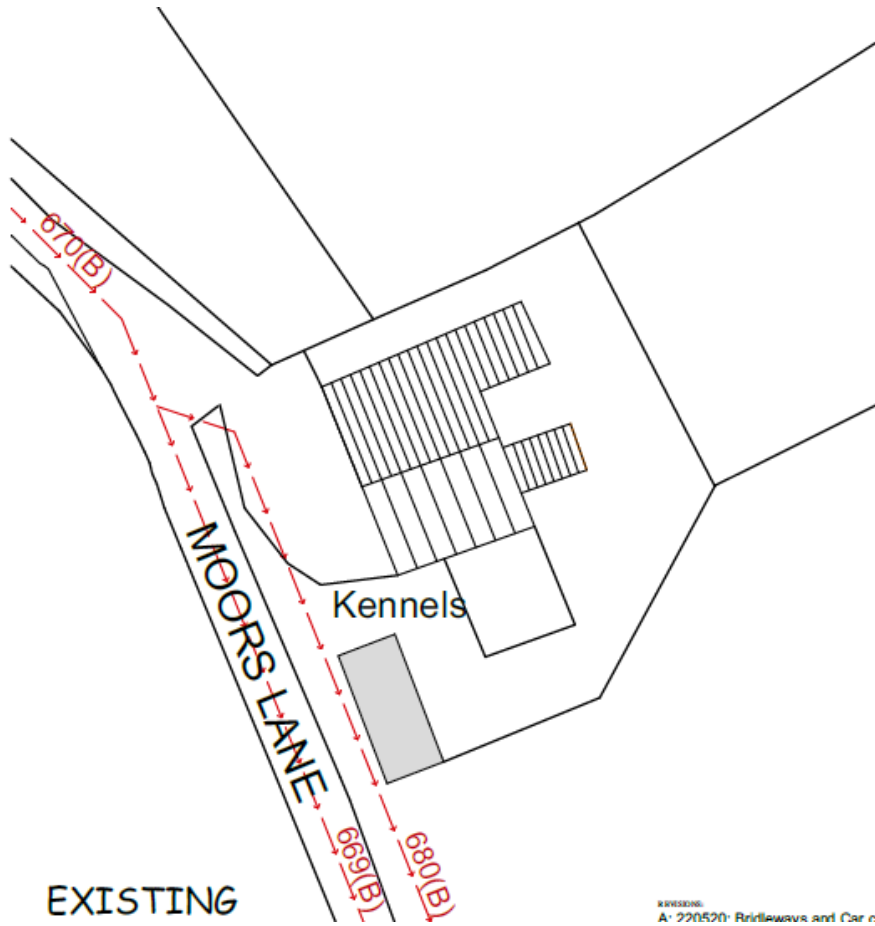 670(B)
MOORS LANE
Kennels
669(B)
680(B)
EXISTING
REVISIONS:
A: 220520: Bridleways and Car